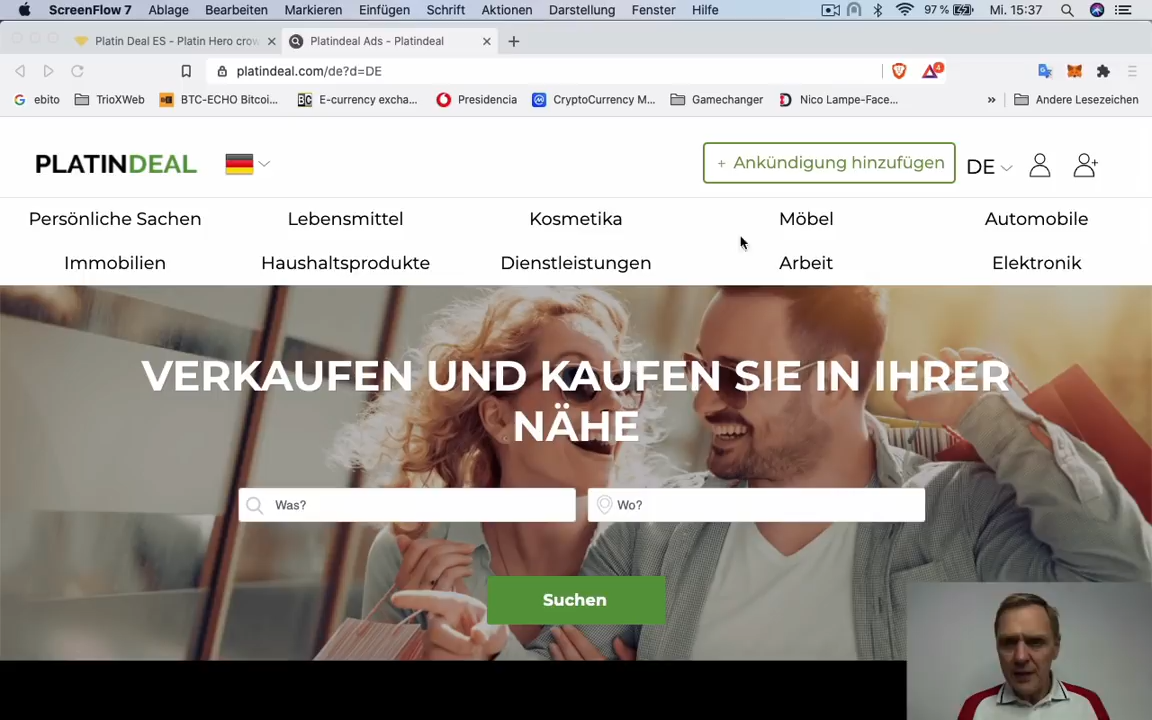 ScreenFlow 7 Ablage Bearbeiten Markieren Einfügen Schrift Aktionen Darstellung Fenster Hilfe 97 % Mi. 15:37
Platin Deal ES - Platin Hero crow Platindeal Ads - Platindeal
platindeal.com/de?d=DE 4
ebito TrioXWeb BTC-ECHO Bitcoi... E-currency excha... Presidencia CryptoCurrency M... Gamechanger Nico Lampe-Face... » Andere Lesezeichen
PLATINDEAL + Ankündigung hinzufügen DE
Persönliche Sachen Lebensmittel Kosmetika Möbel Automobile
Immobilien Haushaltsprodukte Dienstleistungen Arbeit Elektronik
VERKAUFEN UND KAUFEN SIE IN IHRER
NÄHE
Was? Wo?
Suchen